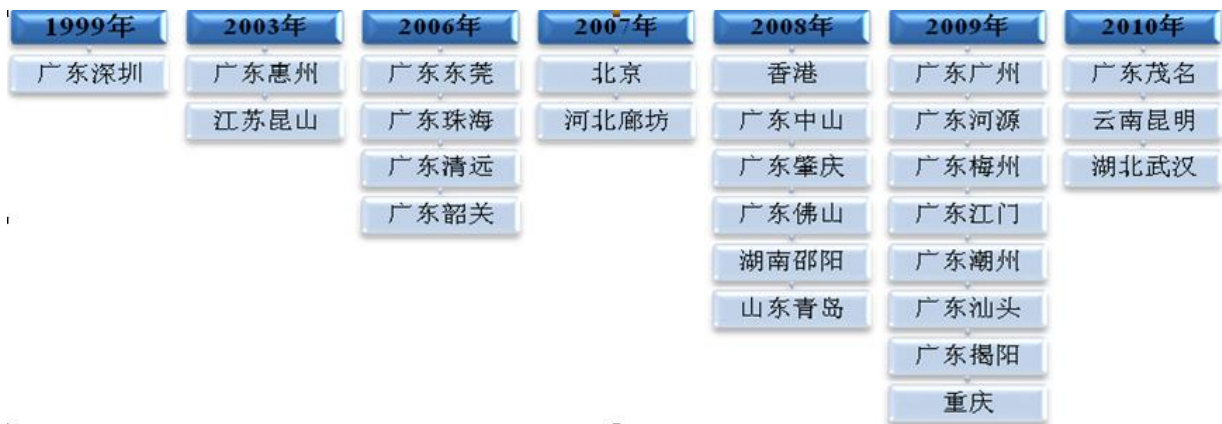 1999年 2003年 2006年 2007年 2008年 2009年 2010年
广东深圳 广东惠州 广东东莞 北京 香港 广东广州 广东茂名
江苏昆山 广东珠海 河北廊坊 广东中山 广东河源 云南昆明
广东清远 广东肇庆 广东梅州 湖北武汉
广东韶关 广东佛山 广东江门
湖南邵阳 广东潮州
山东青岛 广东汕头
广东揭阳
重庆